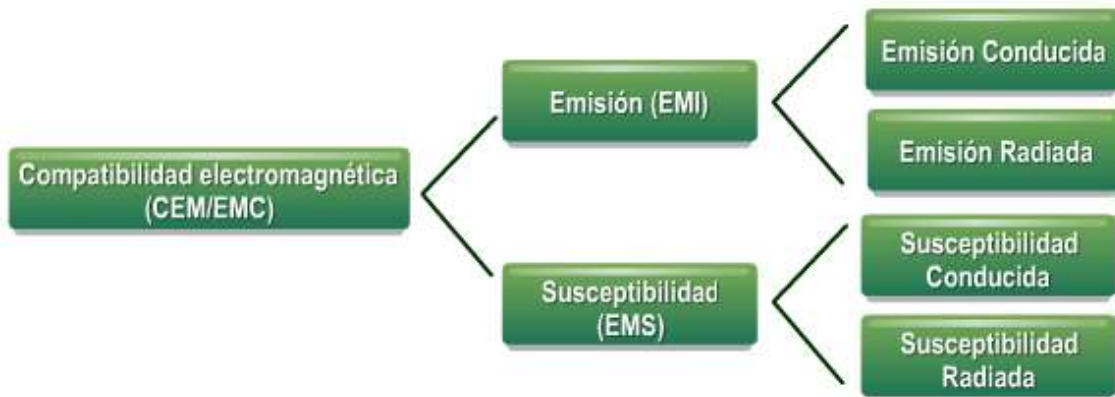 Compatibilidad electromagnética
(CEM/EMC)
Emisión (EMI)
Emisión Conducida
Emisión Radiada
Susceptibilidad
(EMS)
Susceptibilidad
Conducida
Susceptibilidad
Radiada